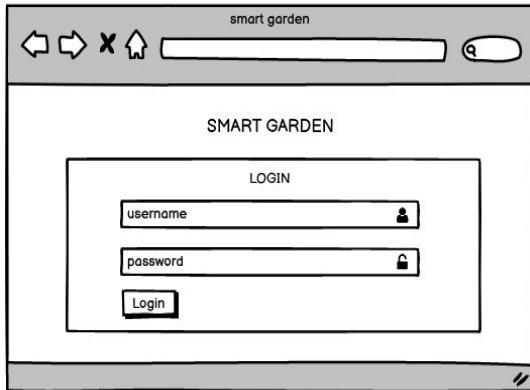 smart garden
SMART GARDEN
LOGIN
username
password
Login